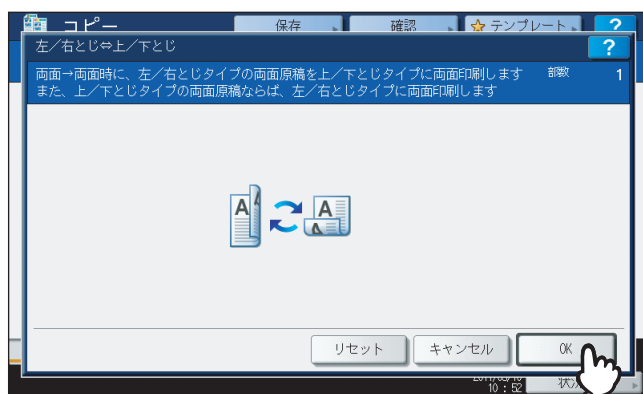 コピー 保存 確認 テンプレート ?
左／右とじ⇔上／下とじ ?
両面→両面時に、左／右とじタイプの両面原稿を上／下とじタイプに両面印刷します 部数 1
また、上／下とじタイプの両面原稿ならば、左／右とじタイプに両面印刷します
A A A A
リセット キャンセル OK
10:52